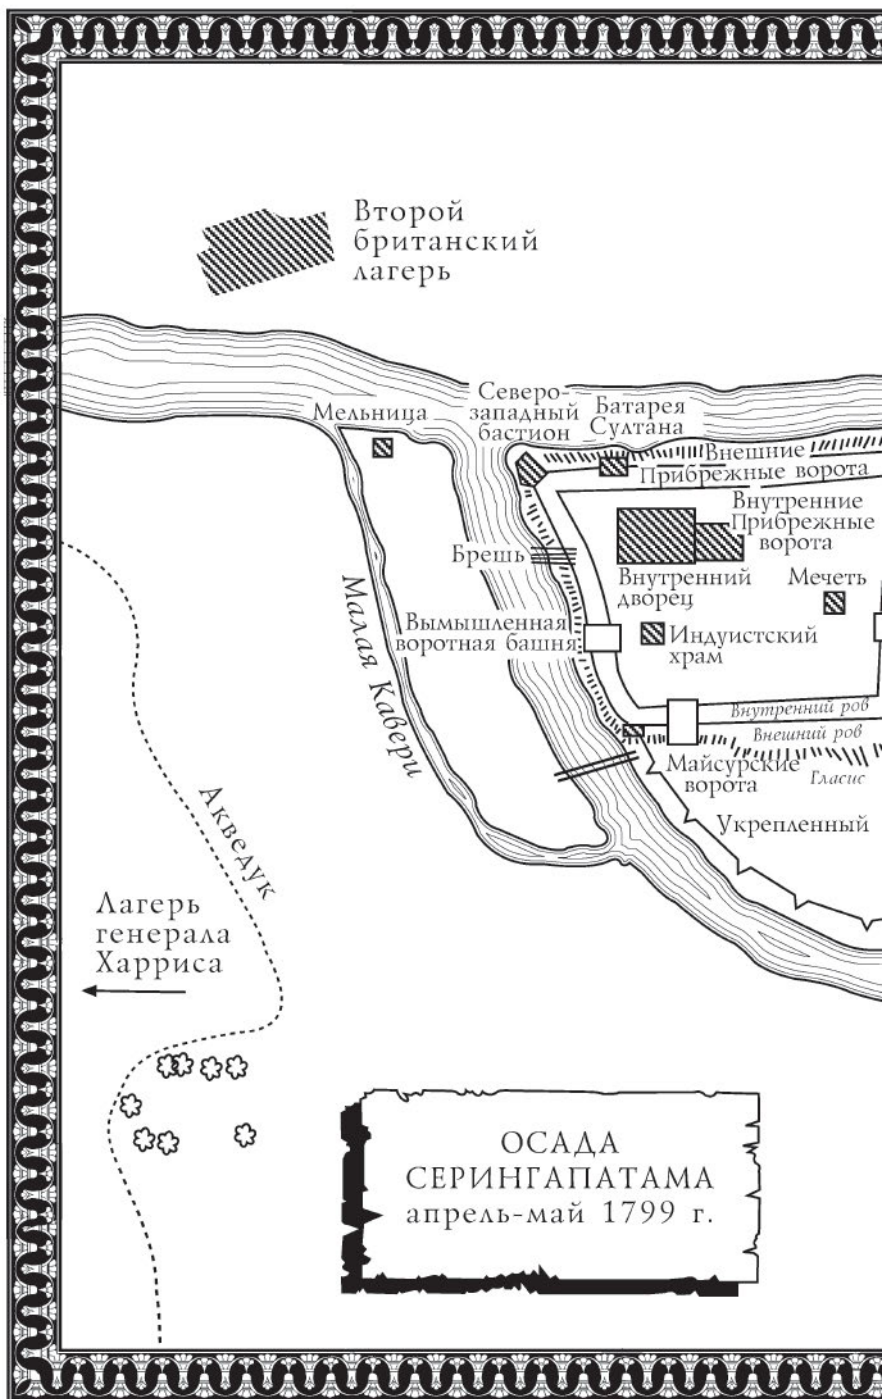 Второй
британский
лагерь
Мельница
Северо-
западный
бастион
Батарея
Султана
Внешние
Прибрежные ворота
Внутренние
Прибрежные
ворота
Брешь
Внутренний
дворец
Мечеть
Вымышленная
воротная башня
Индуистский
храм
Малая Кавери
Внутренний ров
Внешний ров
Гласис
Майсурские
ворота
Укрепленный
Акведук
Лагерь
генерала
Харриса
ОСАДА
СЕРИНГАПАТАМА
апрель-май 1799 г.